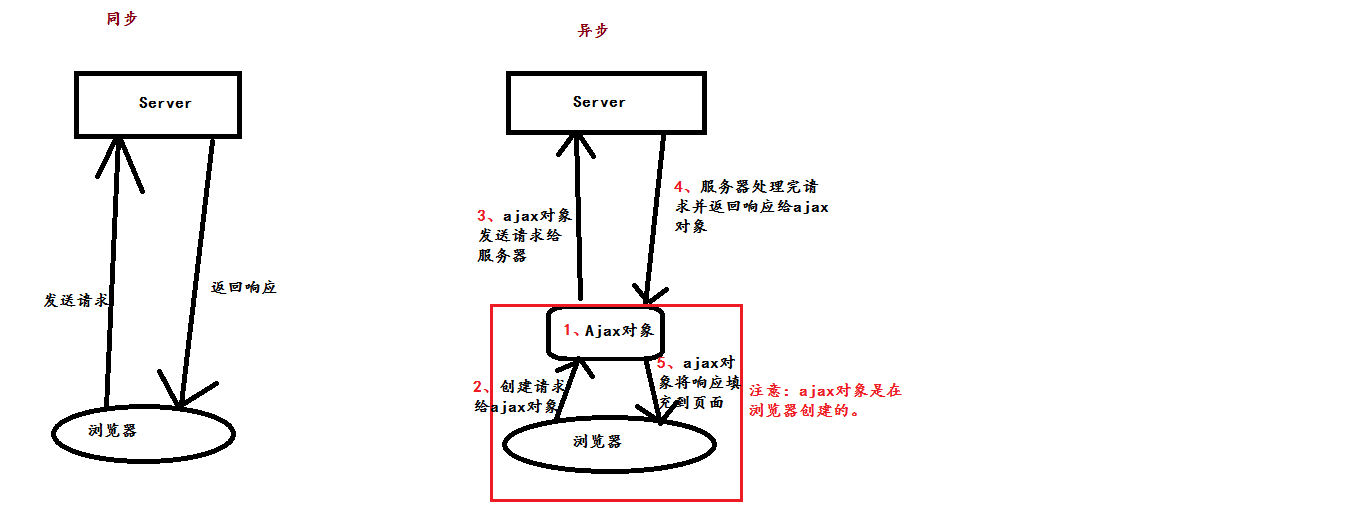 同步
Server
发送请求
返回响应
浏览器
异步
Server
3、ajax对象
发送请求给
服务器
4、服务器处理完请
求并返回响应给ajax
对象
1、Ajax对象
2、创建请求
给ajax对象
5、ajax对
象将响应填
充到页面
浏览器
注意：ajax对象是在
浏览器创建的。